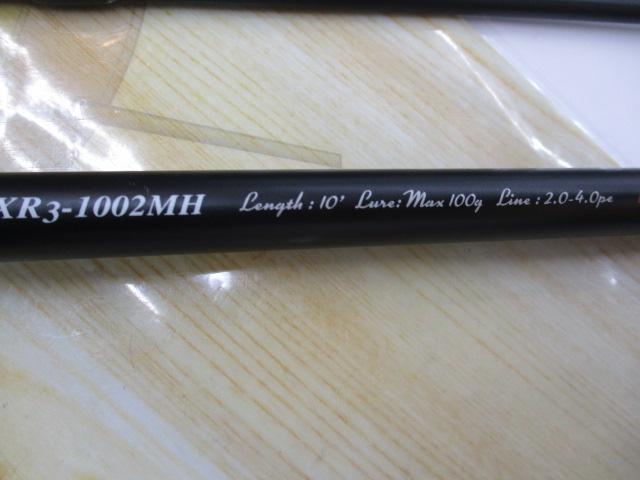 XR3-1002MH Length : 10' Lure: Max 100g Line : 2.0-4.0pe